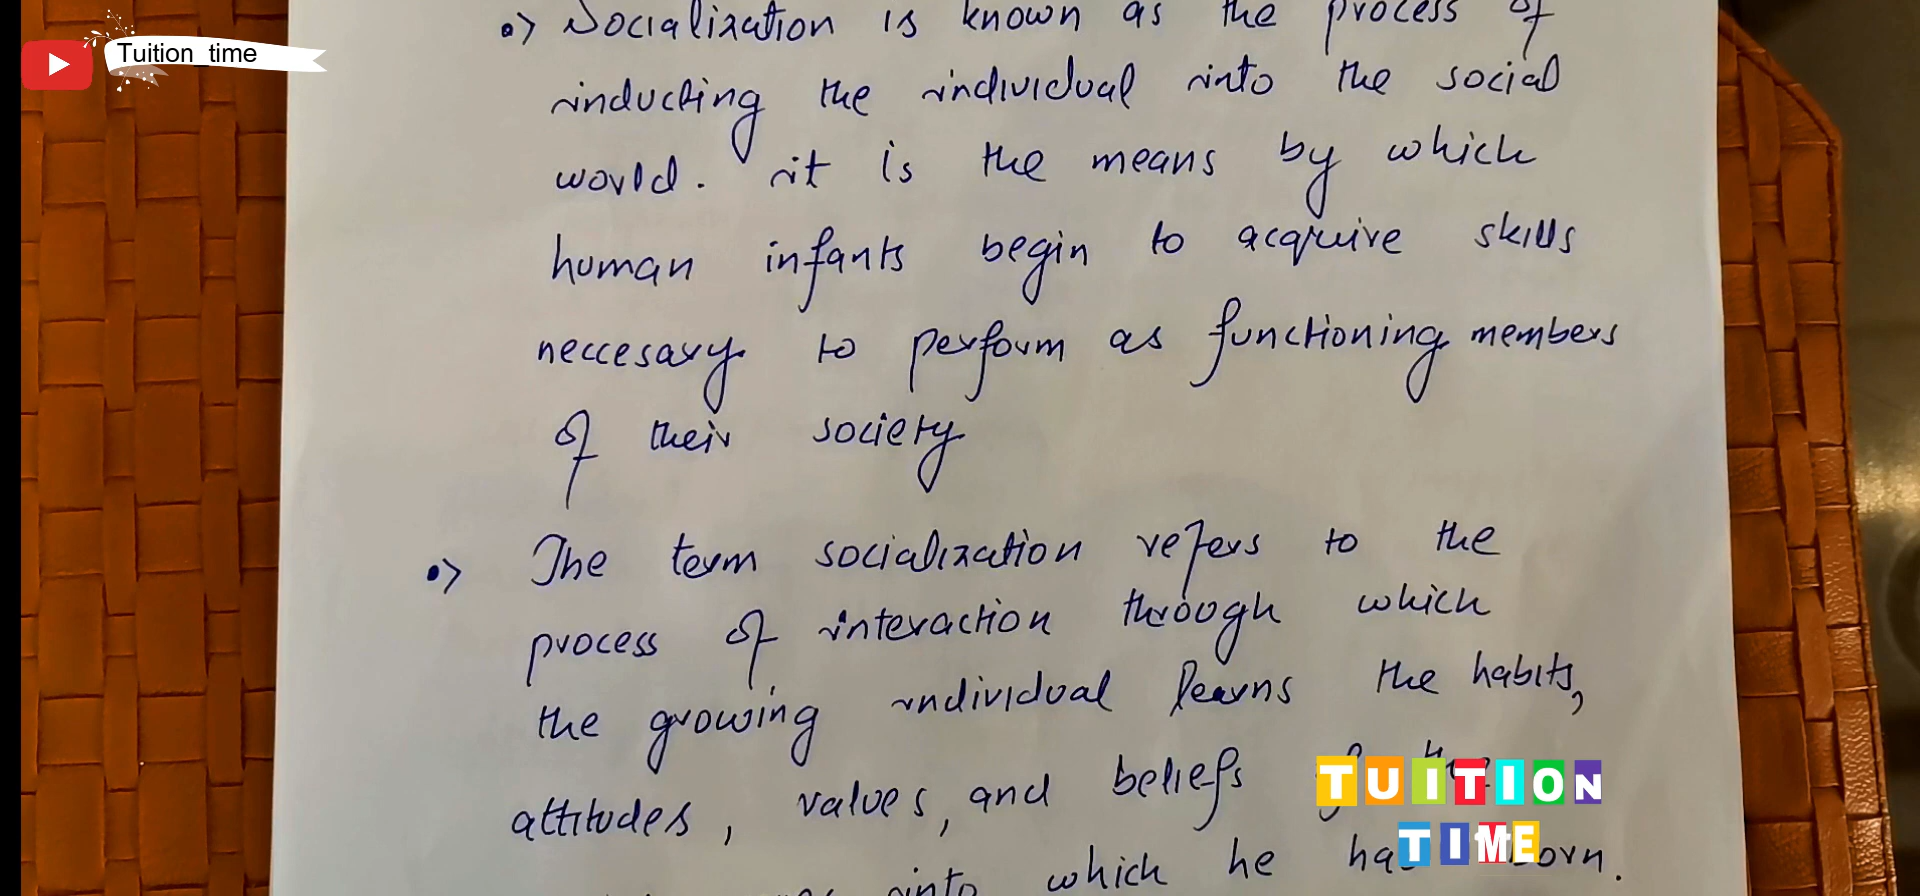 Tuition_time
•> Socialization is known as the process of
inducting the individual into the social
world. it is the means by which
human infants begin to acquire skills
neccesary to perform as functioning members
of their society
•> The term socialization refers to the
process of interaction through which
the growing individual learns the habits,
attitudes, values, and beliefs
into which he born.
TUITION
TIME